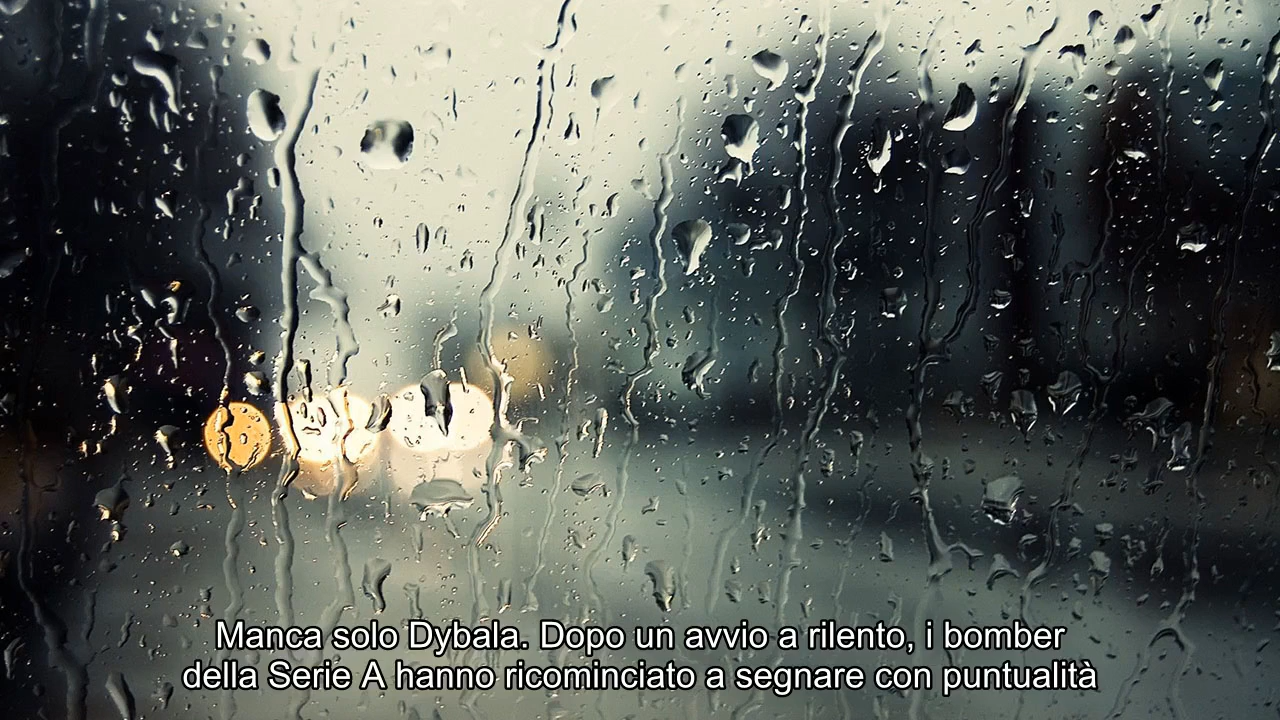 Manca solo Dybala. Dopo un avvio a rilento, i bomber
della Serie A hanno ricominciato a segnare con puntualità